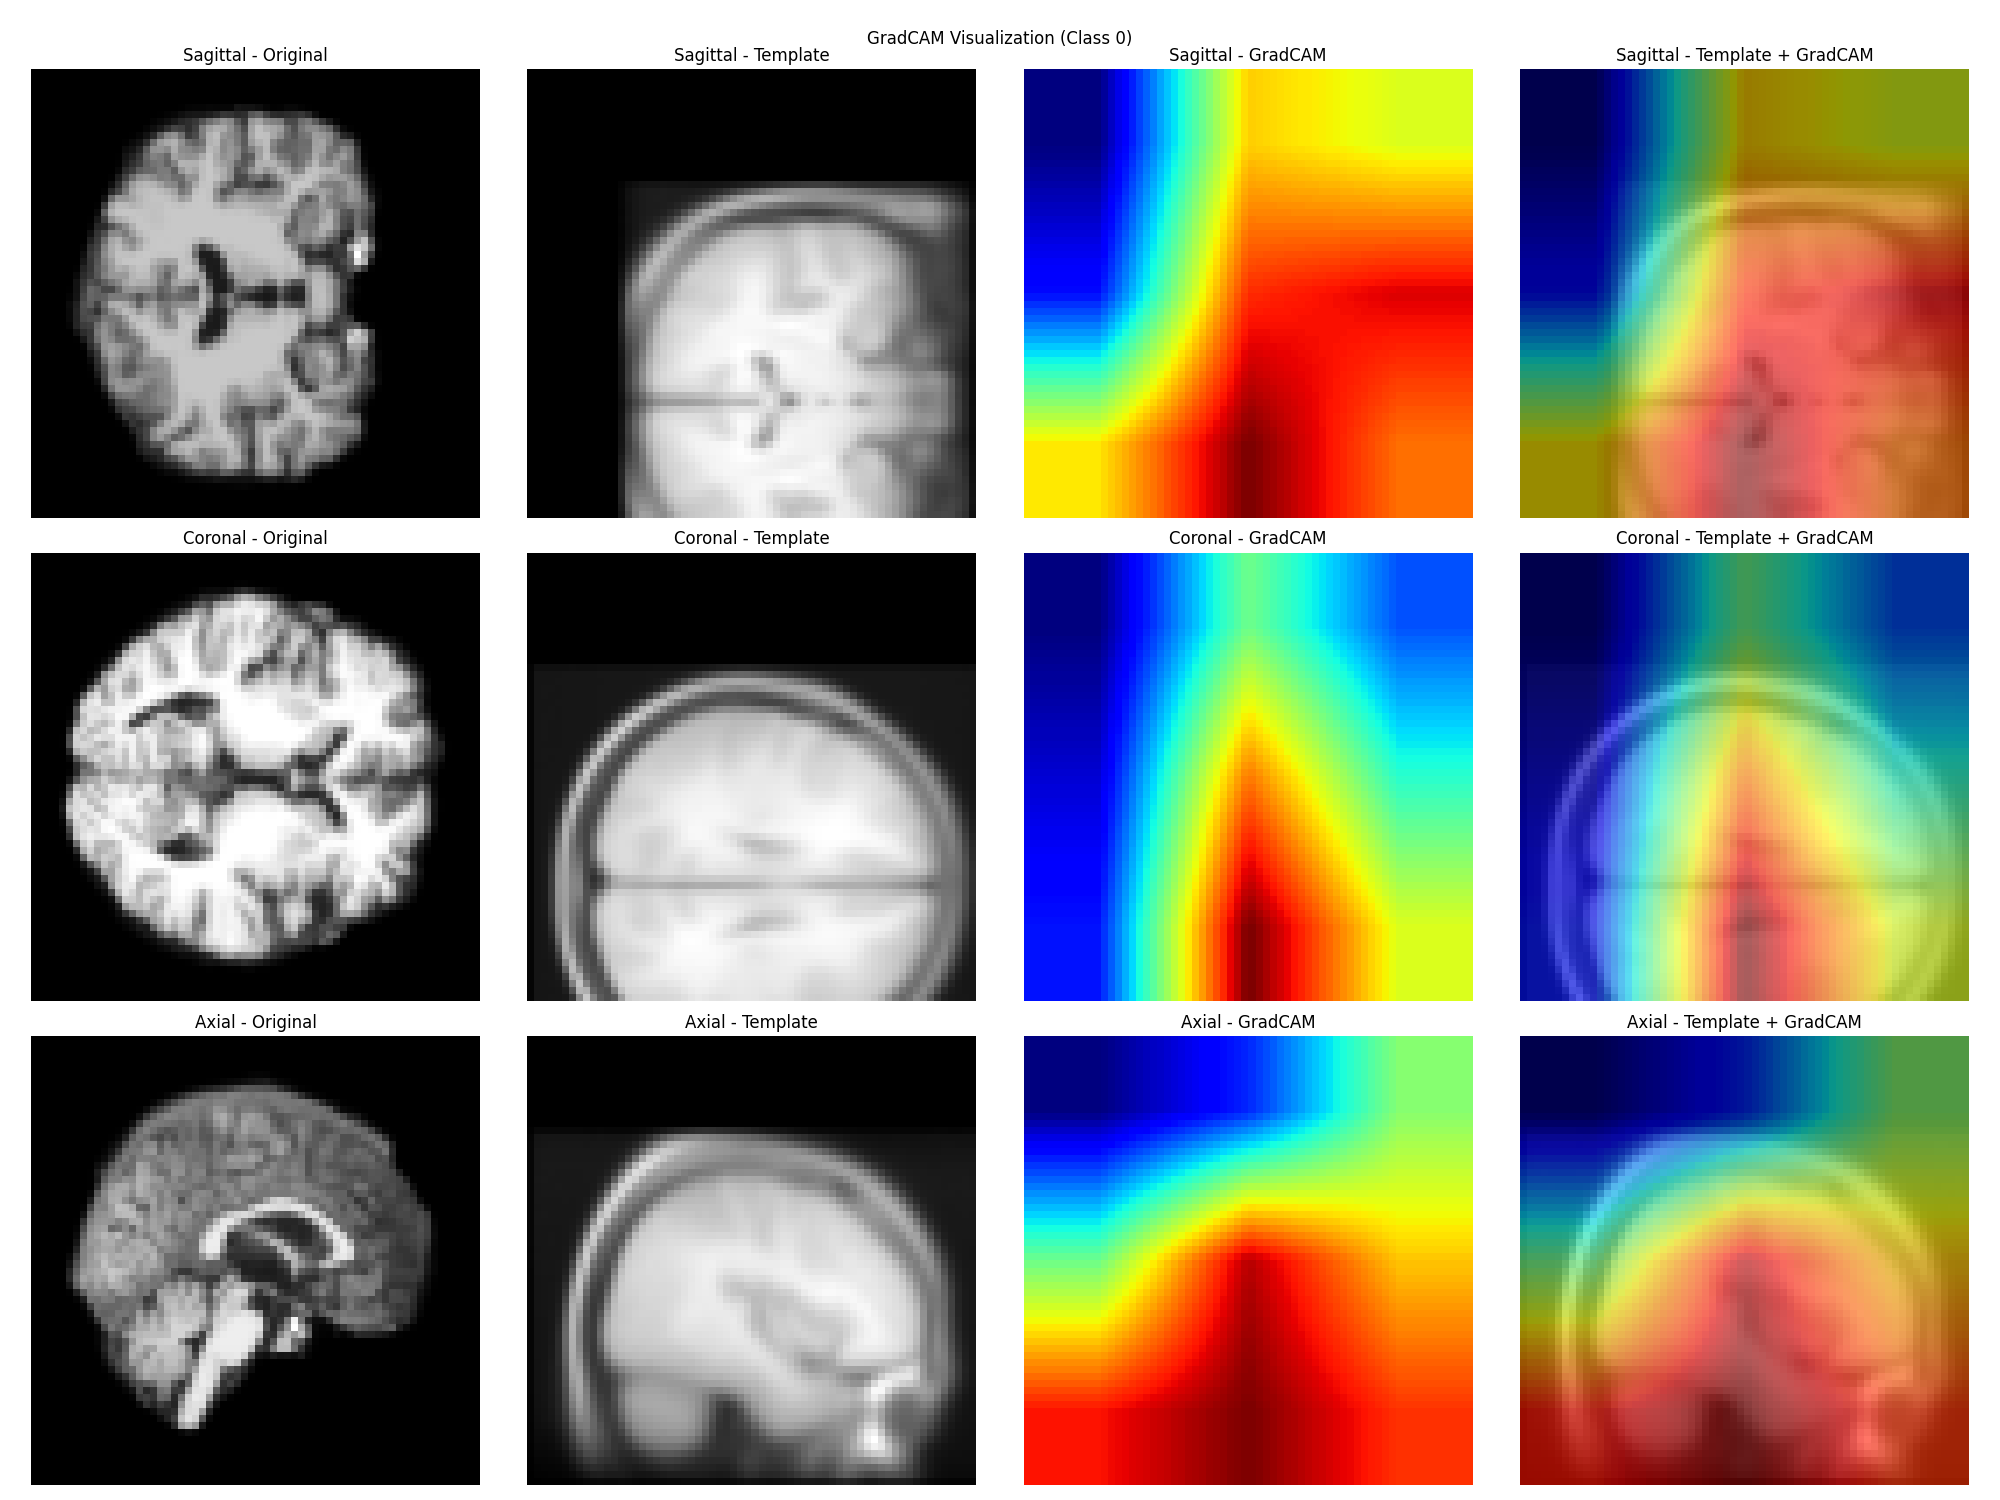 GradCAM Visualization (Class 0)
Sagittal - Original
Sagittal - Template
Sagittal - GradCAM
Sagittal - Template + GradCAM
Coronal - Original
Coronal - Template
Coronal - GradCAM
Coronal - Template + GradCAM
Axial - Original
Axial - Template
Axial - GradCAM
Axial - Template + GradCAM